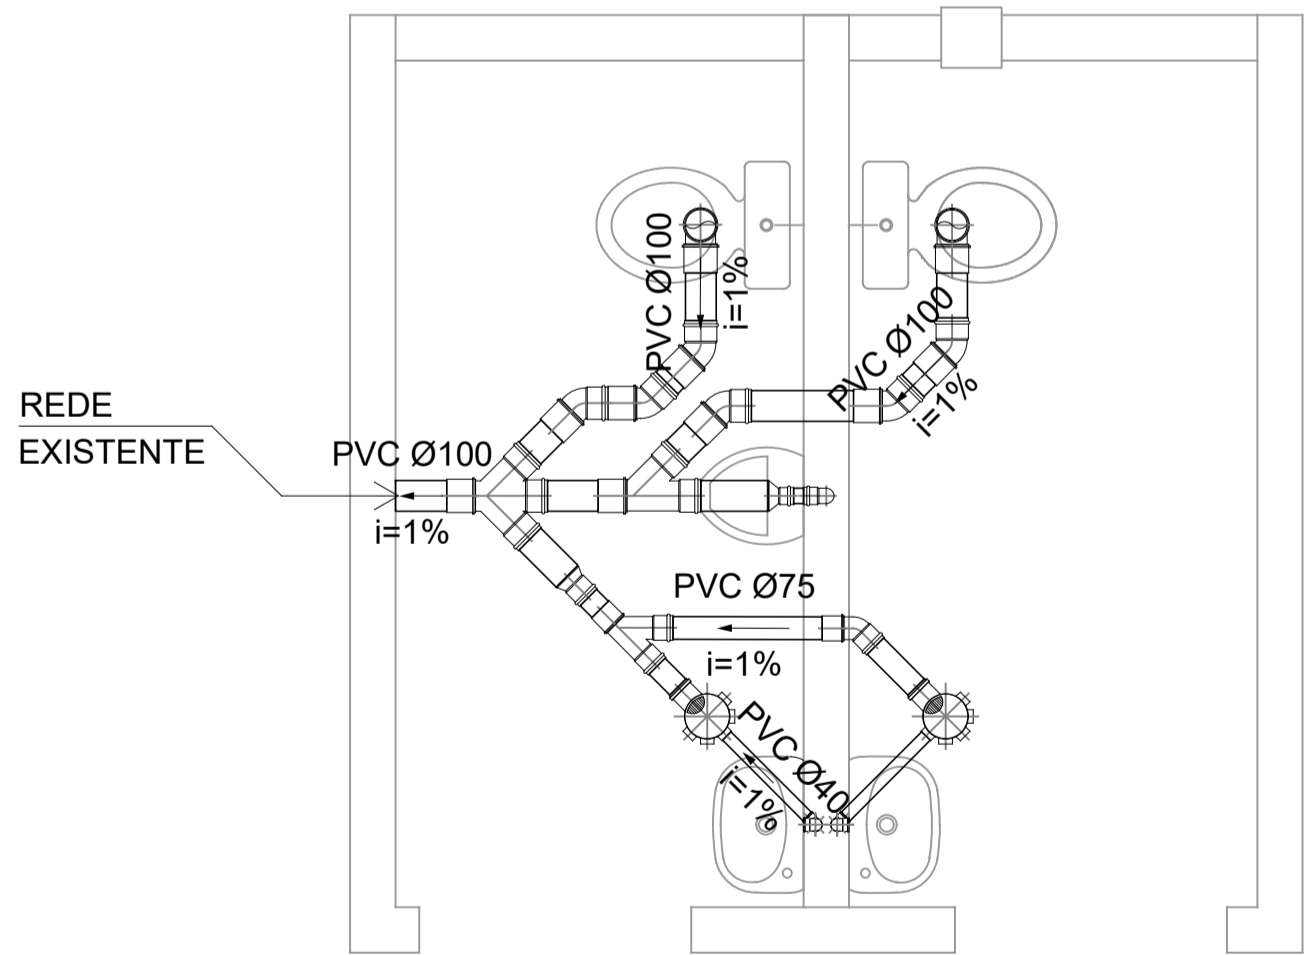 PVC Ø100
i=1%
PVC Ø100
i=1%
REDE
EXISTENTE
PVC Ø100
i=1%
PVC Ø75
i=1%
PVC Ø40
i=1%